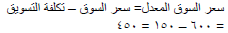 سعر السوق المعدل= سعر السوق – تكلفة التسويق
= ٦٠٠ – ١٥٠ = ٤٥٠